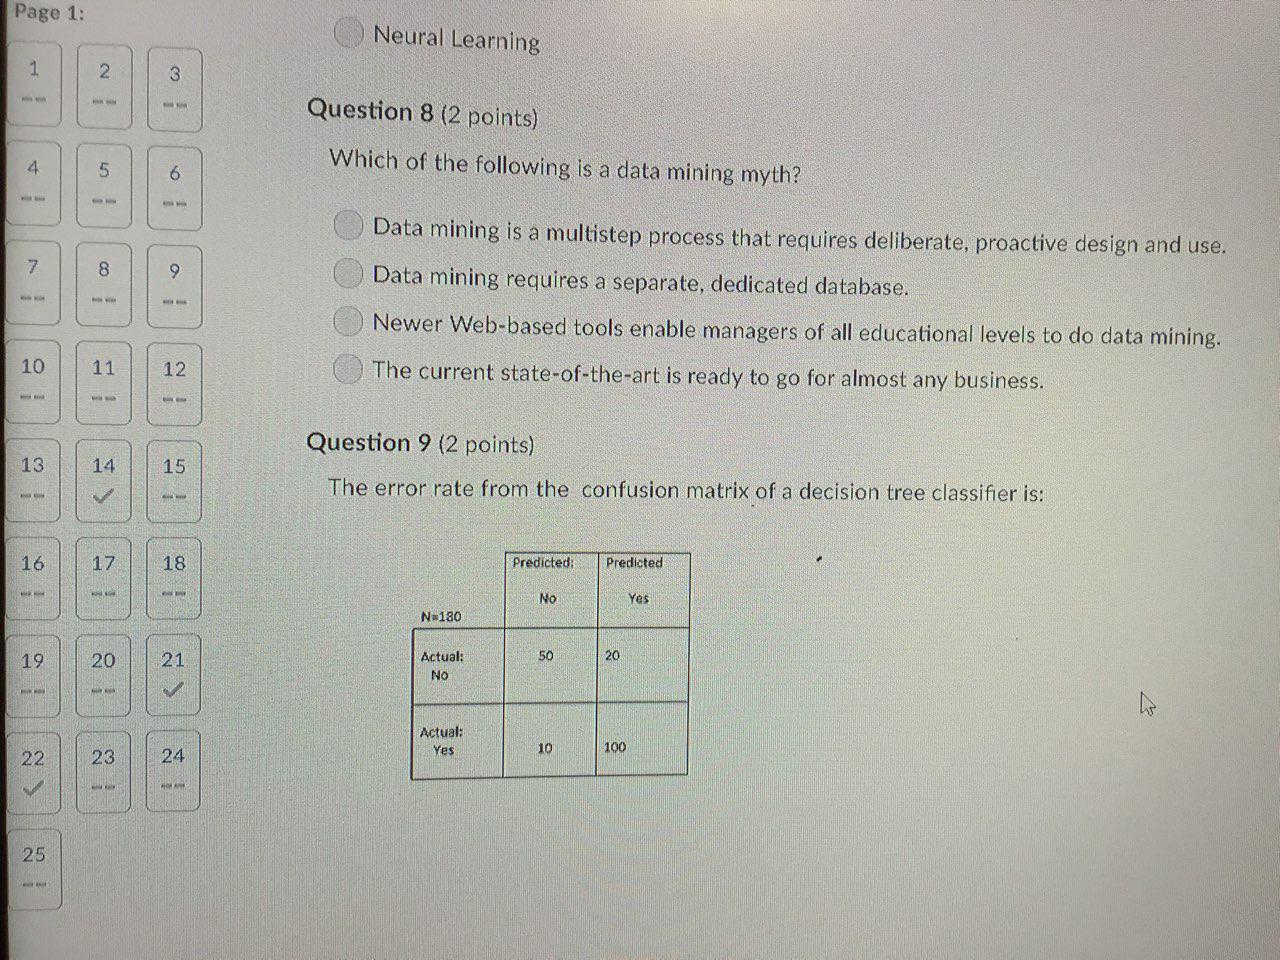 Page 1:
1
2
3
4
5
6
7
8
9
10
11
12
13
14
15
16
17
18
19
20
21
22
23
24
25
Neural Learning
Question 8 (2 points)
Which of the following is a data mining myth?
Data mining is a multistep process that requires deliberate, proactive design and use.
Data mining requires a separate, dedicated database.
Newer Web-based tools enable managers of all educational levels to do data mining.
The current state-of-the-art is ready to go for almost any business.
Question 9 (2 points)
The error rate from the confusion matrix of a decision tree classifier is:
N=180
Predicted:
No
Predicted
Yes
Actual:
No
50
20
Actual:
Yes
10
100